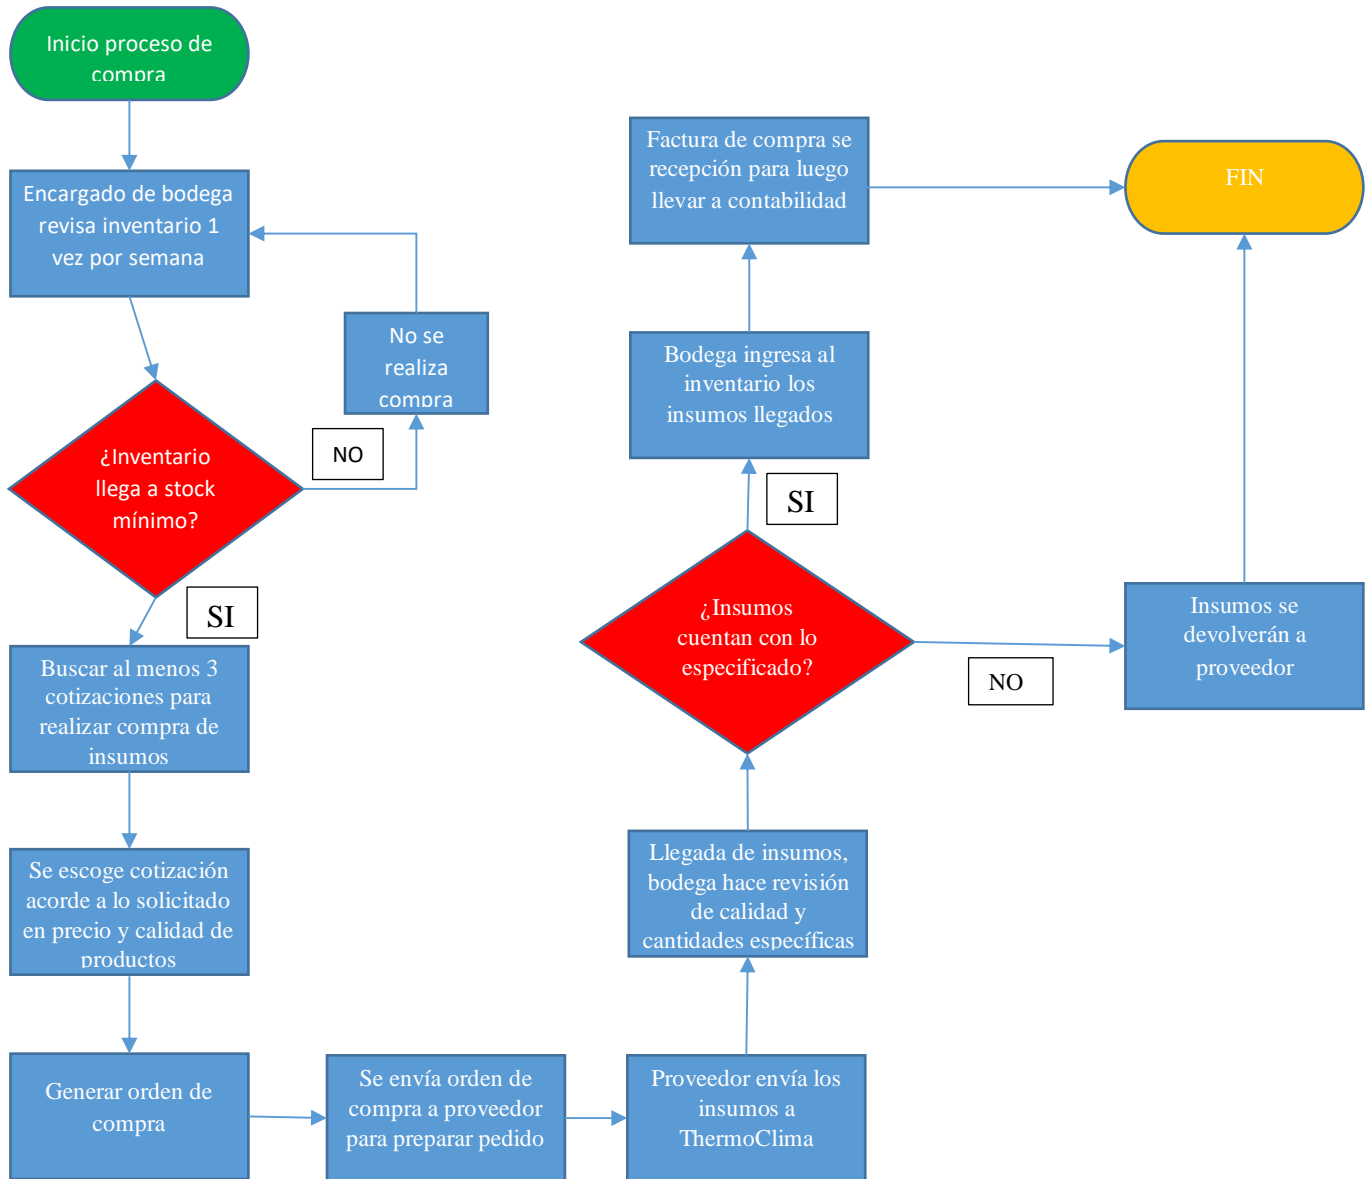 Inicio proceso de
compra
Encargado de bodega
revisa inventario 1
vez por semana
No se
realiza
compra
¿Inventario
llega a stock
mínimo?
NO
SI
Buscar al menos 3
cotizaciones para
realizar compra de
insumos
Se escoge cotización
acorde a lo solicitado
en precio y calidad de
productos
Generar orden de
compra
Se envía orden de
compra a proveedor
para preparar pedido
Proveedor envía los
insumos a
ThermoClima
Llegada de insumos,
bodega hace revisión
de calidad y
cantidades específicas
¿Insumos
cuentan con lo
especificado?
SI
NO
Bodega ingresa al
inventario los
insumos llegados
Factura de compra se
recepción para luego
llevar a contabilidad
Insumos se
devolverán a
proveedor
FIN